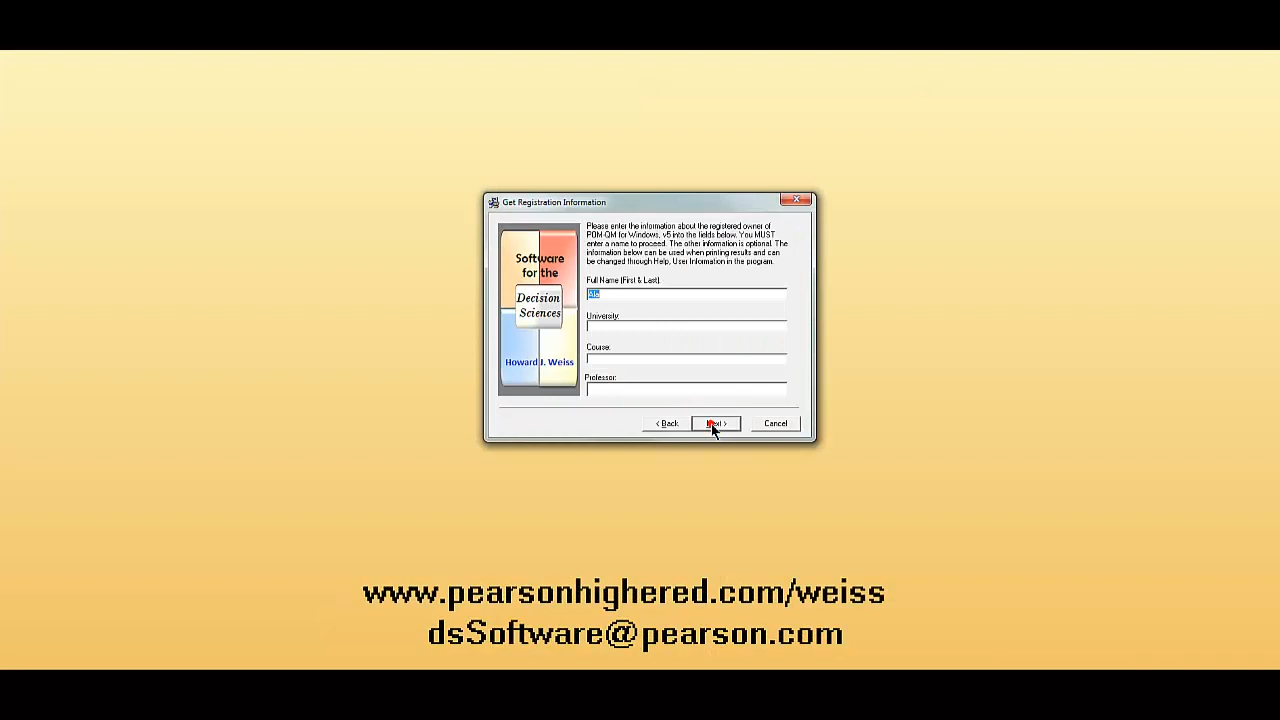 Get Registration Information
Please enter the information about the registered owner of
POM-QM for Windows, v5 into the fields below. You MUST
enter a name to proceed. The other information is optional. The
information below can be used when printing results and can
be changed through Help, User Information in the program.
Software
for the
Decision
Sciences
Howard J. Weiss
Full Name (First & Last):
University:
Course:
Professor:
< Back
Cancel
www.pearsonhighered.com/weiss
dsSoftware@pearson.com